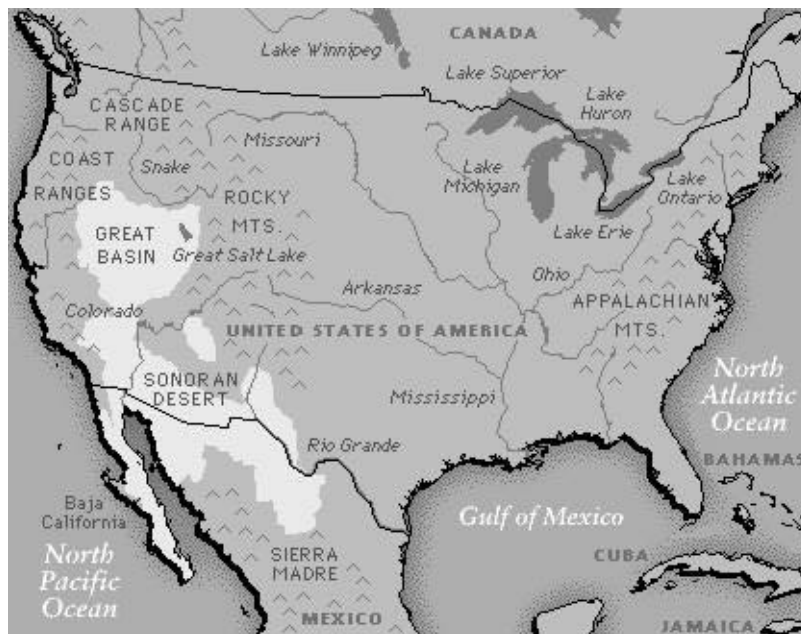 CANADA
Lake Winnipeg
Lake Superior
CASCADE
RANGE
Lake
Huron
Missouri
COAST
RANGES
Snake
Lake
Michigan
ROCKY
MTS.
Lake
Ontario
GREAT
BASIN
Great Salt Lake
Lake Erie
Ohio
Arkansas
APPALACHIAN
MTS.
Colorado
UNITED STATES OF AMERICA
SONORAN
DESERT
Mississippi
North
Atlantic
Ocean
Rio Grande
BAHAMAS
Baja
California
Gulf of Mexico
North
Pacific
Ocean
SIERRA
MADRE
CUBA
MEXICO
JAMAICA